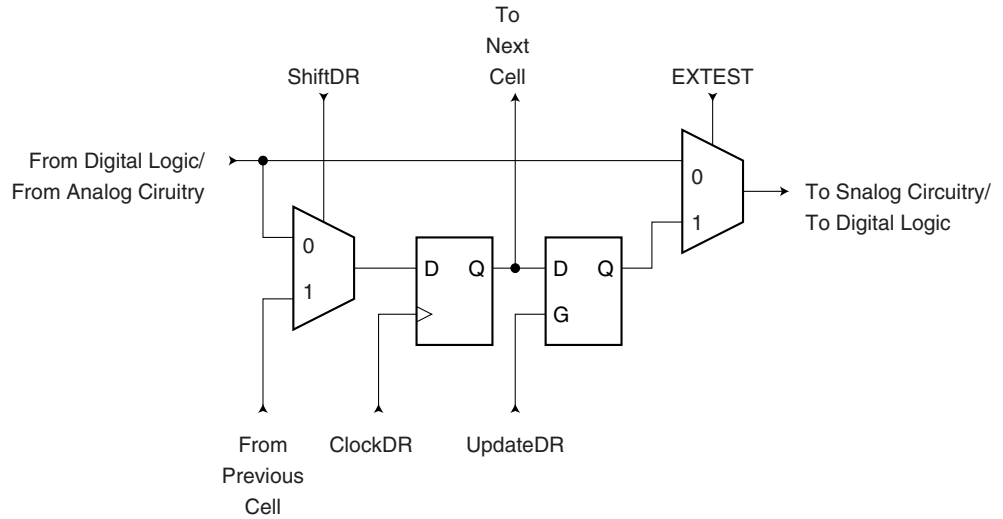 To
Next
Cell
ShiftDR
EXTEST
From Digital Logic/
From Analog Ciruitry
0
To Snalog Circuitry/
To Digital Logic
1
0
D Q
D Q
1
G
From
Previous
Cell
ClockDR
UpdateDR